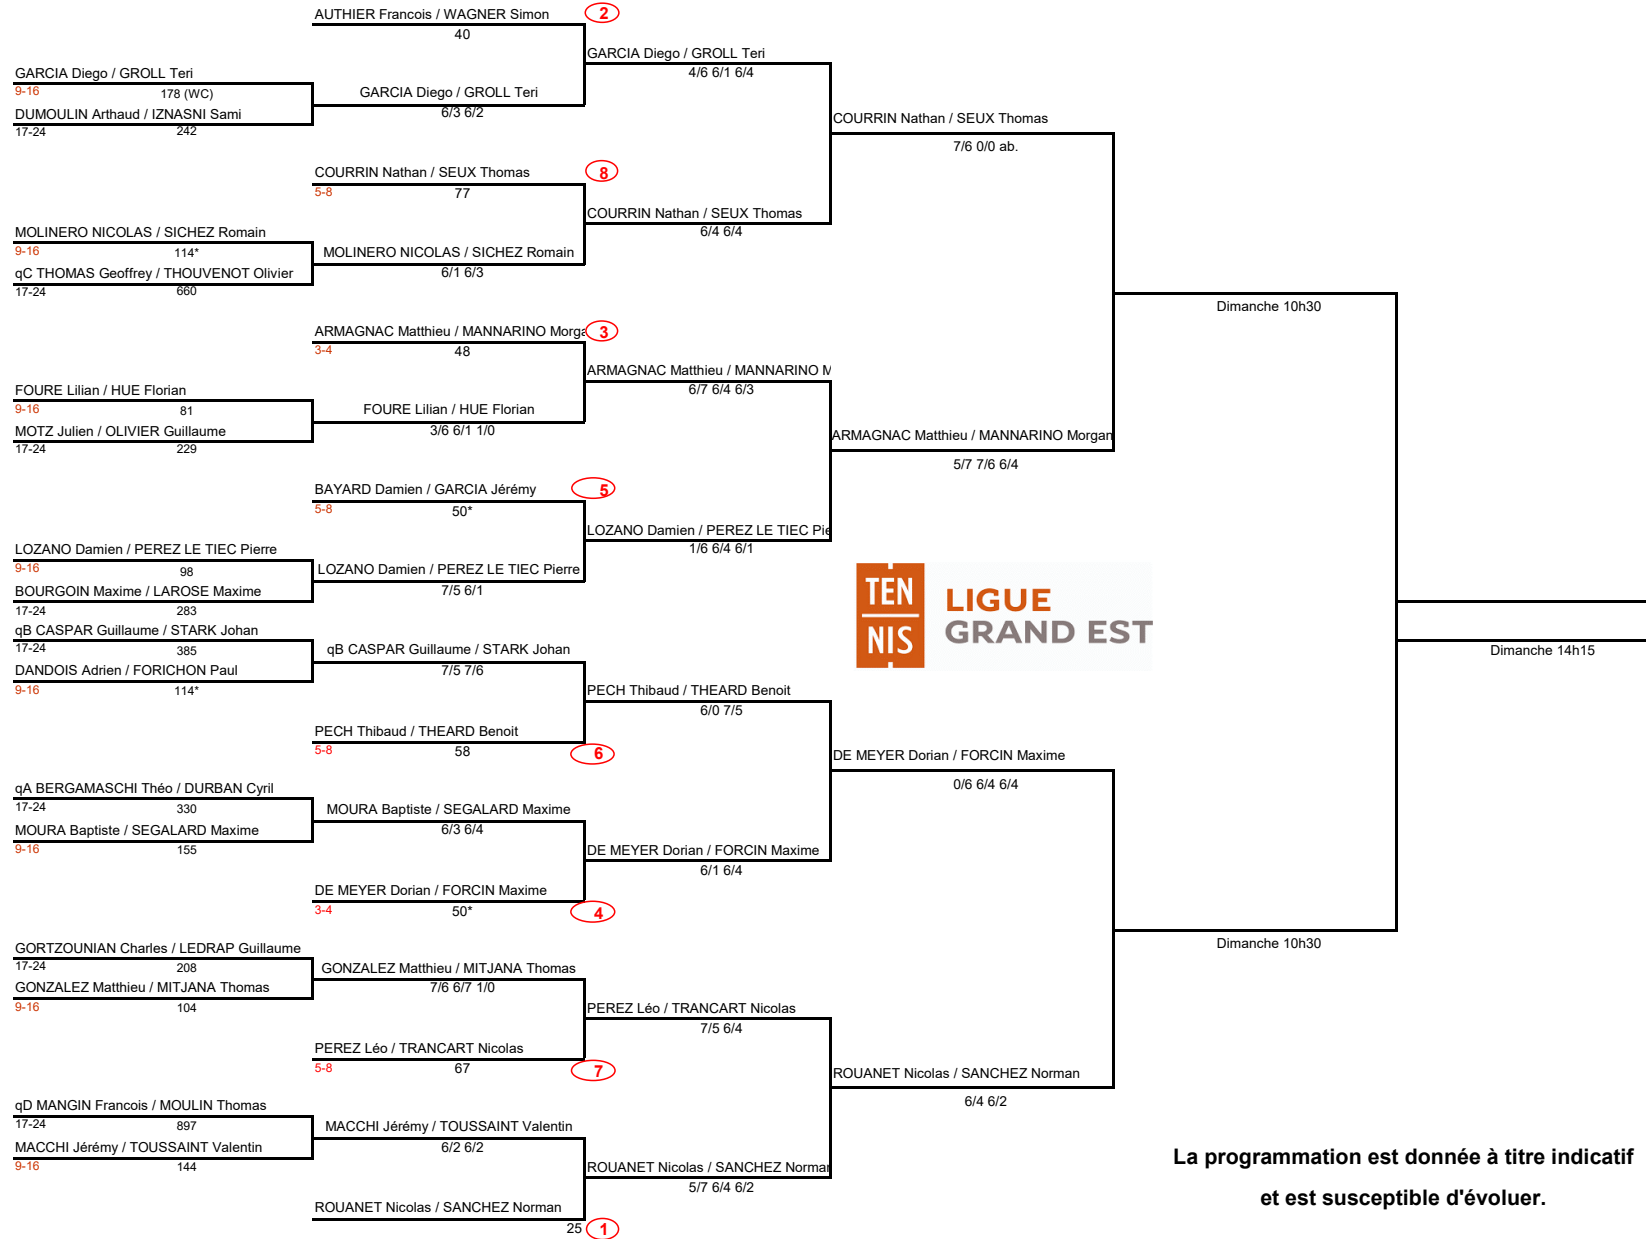 AUTHIER Francois / WAGNER Simon
2
40
GARCIA Diego / GROLL Teri
4/6 6/1 6/4
GARCIA Diego / GROLL Teri
9-16
178 (WC)
GARCIA Diego / GROLL Teri
6/3 6/2
DUMOULIN Arthaud / IZNASNI Sami
17-24
242
COURRIN Nathan / SEUX Thomas
7/6 0/0 ab.
COURRIN Nathan / SEUX Thomas
8
5-8
77
COURRIN Nathan / SEUX Thomas
6/4 6/4
MOLINERO NICOLAS / SICHEZ Romain
9-16
114*
MOLINERO NICOLAS / SICHEZ Romain
6/1 6/3
qC THOMAS Geoffrey / THOUVENOT Olivier
17-24
660
Dimanche 10h30
ARMAGNAC Matthieu / MANNARINO Morga
3
3-4
48
ARMAGNAC Matthieu / MANNARINO M
6/7 6/4 6/3
FOURE Lilian / HUE Florian
9-16
81
FOURE Lilian / HUE Florian
3/6 6/1 1/0
MOTZ Julien / OLIVIER Guillaume
17-24
229
ARMAGNAC Matthieu / MANNARINO Morgan
5/7 7/6 6/4
BAYARD Damien / GARCIA Jérémy
5
5-8
50*
LOZANO Damien / PEREZ LE TIEC Pie
1/6 6/4 6/1
LOZANO Damien / PEREZ LE TIEC Pierre
9-16
98
LOZANO Damien / PEREZ LE TIEC Pierre
7/5 6/1
BOURGOIN Maxime / LAROSE Maxime
17-24
283
TEN
NIS
LIGUE
GRAND EST
qB CASPAR Guillaume / STARK Johan
17-24
385
qB CASPAR Guillaume / STARK Johan
7/5 7/6
DANDOIS Adrien / FORICHON Paul
9-16
114*
Dimanche 14h15
PECH Thibaud / THEARD Benoit
6/0 7/5
PECH Thibaud / THEARD Benoit
5-8
58
6
DE MEYER Dorian / FORCIN Maxime
0/6 6/4 6/4
qA BERGAMASCHI Théo / DURBAN Cyril
17-24
330
MOURA Baptiste / SEGALARD Maxime
6/3 6/4
MOURA Baptiste / SEGALARD Maxime
9-16
155
DE MEYER Dorian / FORCIN Maxime
6/1 6/4
DE MEYER Dorian / FORCIN Maxime
3-4
50*
4
Dimanche 10h30
GORTZOUNIAN Charles / LEDRAP Guillaume
17-24
208
GONZALEZ Matthieu / MITJANA Thomas
7/6 6/7 1/0
GONZALEZ Matthieu / MITJANA Thomas
9-16
104
PEREZ Léo / TRANCART Nicolas
7/5 6/4
PEREZ Léo / TRANCART Nicolas
5-8
67
7
ROUANET Nicolas / SANCHEZ Norman
6/4 6/2
qD MANGIN Francois / MOULIN Thomas
17-24
897
MACCHI Jérémy / TOUSSAINT Valentin
6/2 6/2
MACCHI Jérémy / TOUSSAINT Valentin
9-16
144
ROUANET Nicolas / SANCHEZ Norman
5/7 6/4 6/2
ROUANET Nicolas / SANCHEZ Norman
25
1
La programmation est donnée à titre indicatif
et est susceptible d'évoluer.